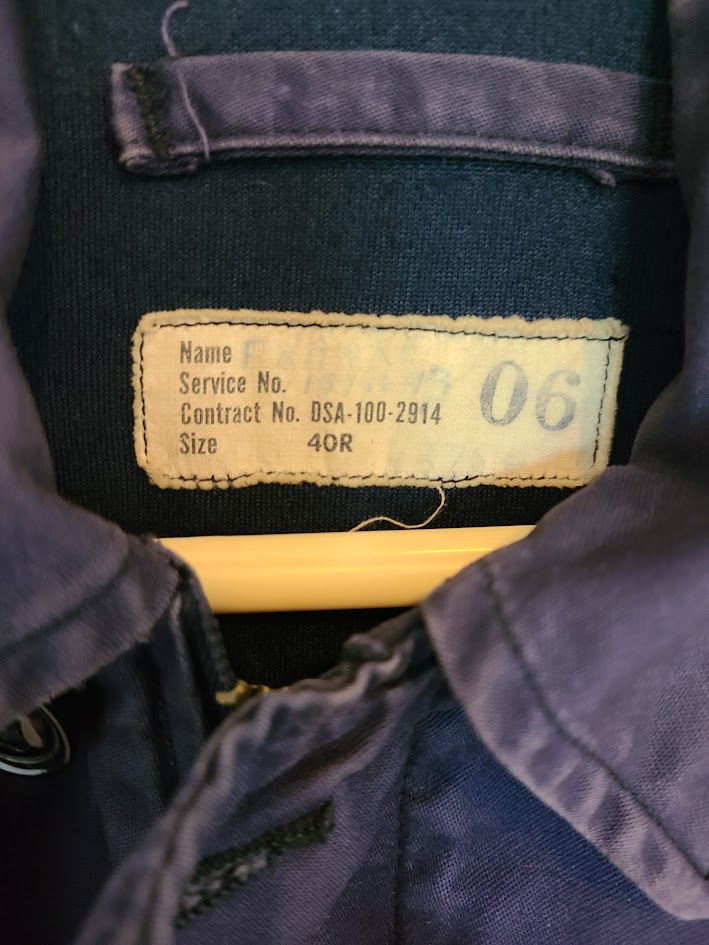 Name
Service No.
Contract No. DSA-100-2914
Size 40R
06